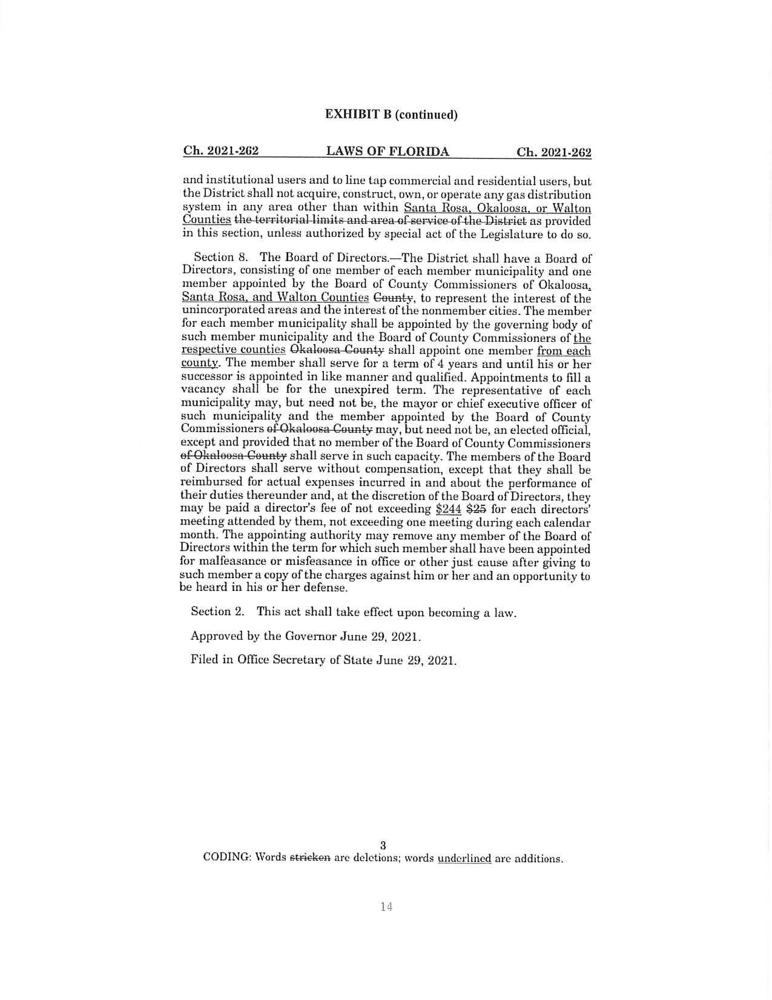 EXHIBIT B (continued)
Ch. 2021-262 LAWS OF FLORIDA Ch. 2021-262
and institutional users and to line tap commercial and residential users, but
the District shall not acquire, construct, own, or operate any gas distribution
system in any area other than within Santa Rosa, Okaloosa, or Walton
Counties the territorial limits and area of service of the District as provided
in this section, unless authorized by special act of the Legislature to do so.
Section 8. The Board of Directors.—The District shall have a Board of
Directors, consisting of one member of each member municipality and one
member appointed by the Board of County Commissioners of Okaloosa,
Santa Rosa, and Walton Counties County, to represent the interest of the
unincorporated areas and the interest of the nonmember cities. The member
for each member municipality shall be appointed by the governing body of
such member municipality and the Board of County Commissioners of the
respective counties Okaloosa County shall appoint one member from each
county. The member shall serve for a term of 4 years and until his or her
successor is appointed in like manner and qualified. Appointments to fill a
vacancy shall be for the unexpired term. The representative of each
municipality may, but need not be, the mayor or chief executive officer of
such municipality and the member appointed by the Board of County
Commissioners of Okaloosa County may, but need not be, an elected official,
except and provided that no member of the Board of County Commissioners
of Okaloosa County shall serve in such capacity. The members of the Board
of Directors shall serve without compensation, except that they shall be
reimbursed for actual expenses incurred in and about the performance of
their duties thereunder and, at the discretion of the Board of Directors, they
may be paid a director's fee of not exceeding $244 $25 for each directors'
meeting attended by them, not exceeding one meeting during each calendar
month. The appointing authority may remove any member of the Board of
Directors within the term for which such member shall have been appointed
for malfeasance or misfeasance in office or other just cause after giving to
such member a copy of the charges against him or her and an opportunity to
be heard in his or her defense.
Section 2. This act shall take effect upon becoming a law.
Approved by the Governor June 29, 2021.
Filed in Office Secretary of State June 29, 2021.
3
CODING: Words stricken are deletions; words underlined are additions.
14